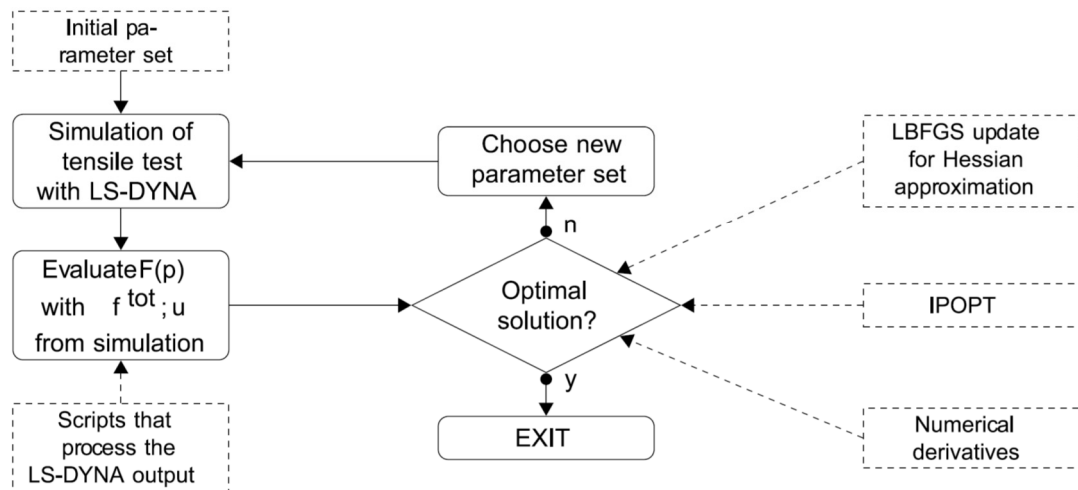 Initial pa-
rameter set
Simulation of
tensile test
with LS-DYNA
Choose new
parameter set
LBFGS update
for Hessian
approximation
n
EvaluateF(p)
with f tot ; u
from simulation
Optimal
solution?
IPOPT
y
Scripts that
process the
LS-DYNA output
EXIT
Numerical
derivatives